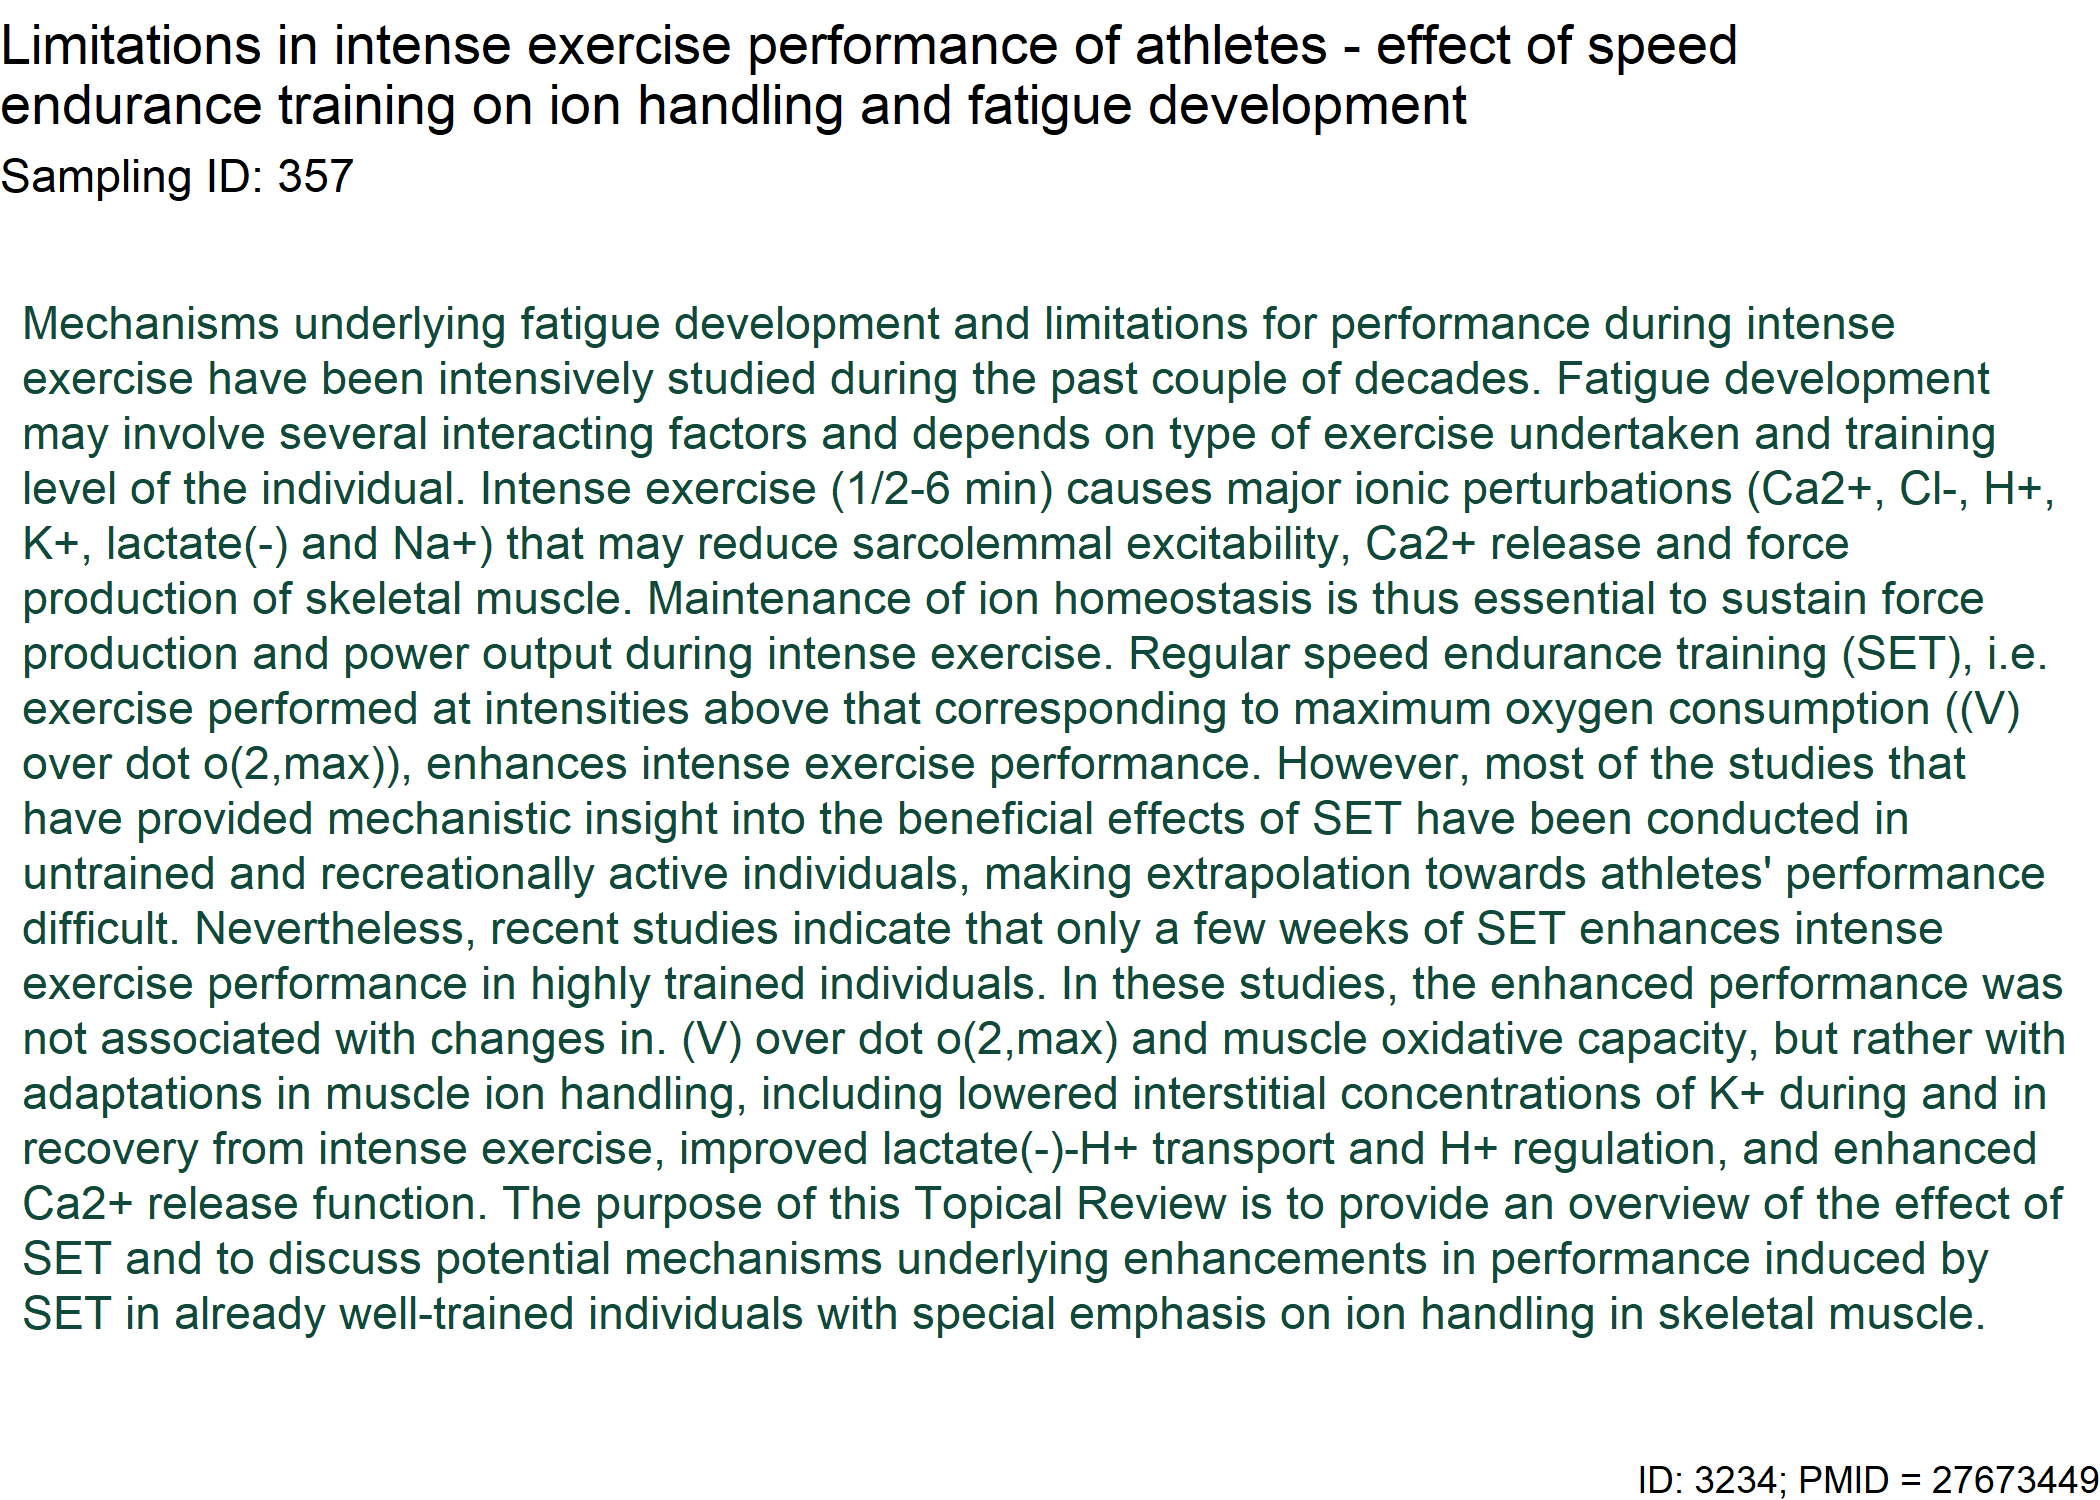 Limitations in intense exercise performance of athletes - effect of speed
endurance training on ion handling and fatigue development
Sampling ID: 357
Mechanisms underlying fatigue development and limitations for performance during intense
exercise have been intensively studied during the past couple of decades. Fatigue development
may involve several interacting factors and depends on type of exercise undertaken and training
level of the individual. Intense exercise (1/2-6 min) causes major ionic perturbations (Ca2+, Cl-, H+,
K+, lactate(-) and Na+) that may reduce sarcolemmal excitability, Ca2+ release and force
production of skeletal muscle. Maintenance of ion homeostasis is thus essential to sustain force
production and power output during intense exercise. Regular speed endurance training (SET), i.e.
exercise performed at intensities above that corresponding to maximum oxygen consumption ((V)
over dot o(2,max)), enhances intense exercise performance. However, most of the studies that
have provided mechanistic insight into the beneficial effects of SET have been conducted in
untrained and recreationally active individuals, making extrapolation towards athletes' performance
difficult. Nevertheless, recent studies indicate that only a few weeks of SET enhances intense
exercise performance in highly trained individuals. In these studies, the enhanced performance was
not associated with changes in. (V) over dot o(2,max) and muscle oxidative capacity, but rather with
adaptations in muscle ion handling, including lowered interstitial concentrations of K+ during and in
recovery from intense exercise, improved lactate(-)-H+ transport and H+ regulation, and enhanced
Ca2+ release function. The purpose of this Topical Review is to provide an overview of the effect of
SET and to discuss potential mechanisms underlying enhancements in performance induced by
SET in already well-trained individuals with special emphasis on ion handling in skeletal muscle.
ID: 3234; PMID = 27673449